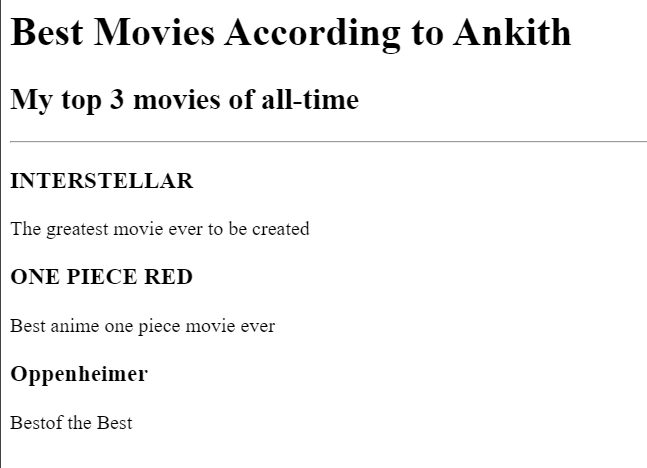 Best Movies According to Ankith
My top 3 movies of all-time
INTERSTELLAR
The greatest movie ever to be created
ONE PIECE RED
Best anime one piece movie ever
Oppenheimer
Bestof the Best